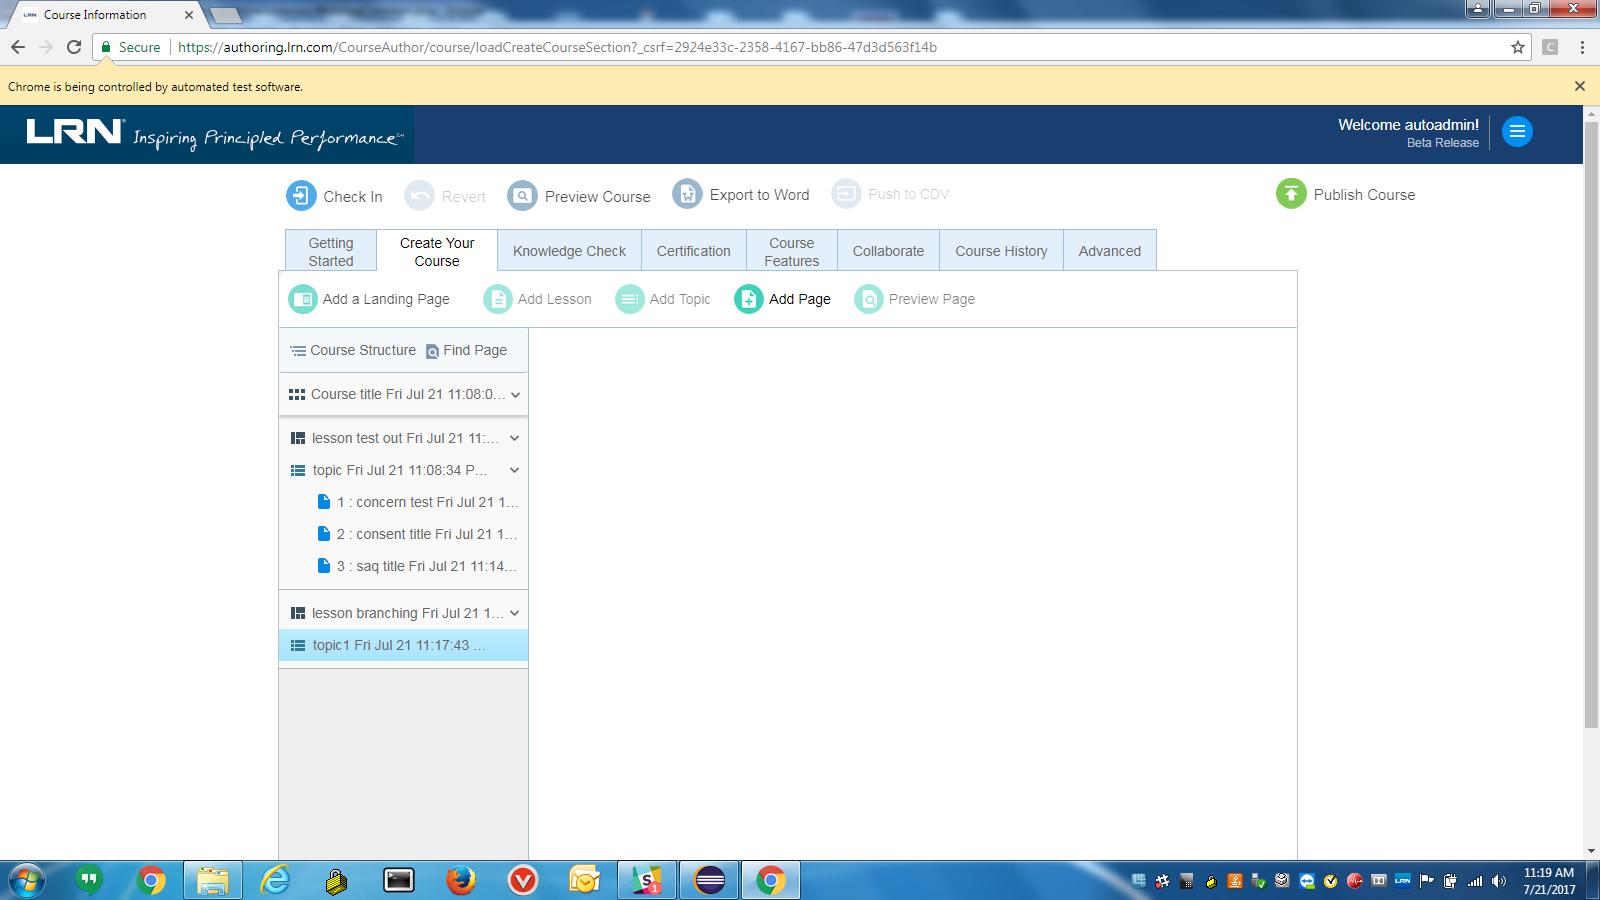 LRN Course Information
Secure https://authoring.lrn.com/CourseAuthor/course/loadCreateCourseSection?_csrf=2924e33c-2358-4167-bb86-47d3d563f14b
C
Chrome is being controlled by automated test software.
LRN Inspiring Principled Performance℠
Welcome autoadmin!
Beta Release
Check In
Revert
Preview Course
Export to Word
Push to CDV
Publish Course
Getting
Started
Create Your
Course
Knowledge Check
Certification
Course
Features
Collaborate
Course History
Advanced
Add a Landing Page
Add Lesson
Add Topic
Add Page
Preview Page
Course Structure
Find Page
Course title Fri Jul 21 11:08:0...
lesson test out Fri Jul 21 11:...
topic Fri Jul 21 11:08:34 P...
1 : concern test Fri Jul 21 1...
2 : consent title Fri Jul 21 1...
3 : saq title Fri Jul 21 11:14...
lesson branching Fri Jul 21 1...
topic1 Fri Jul 21 11:17:43 ...
1
LRN
11:19 AM
7/21/2017